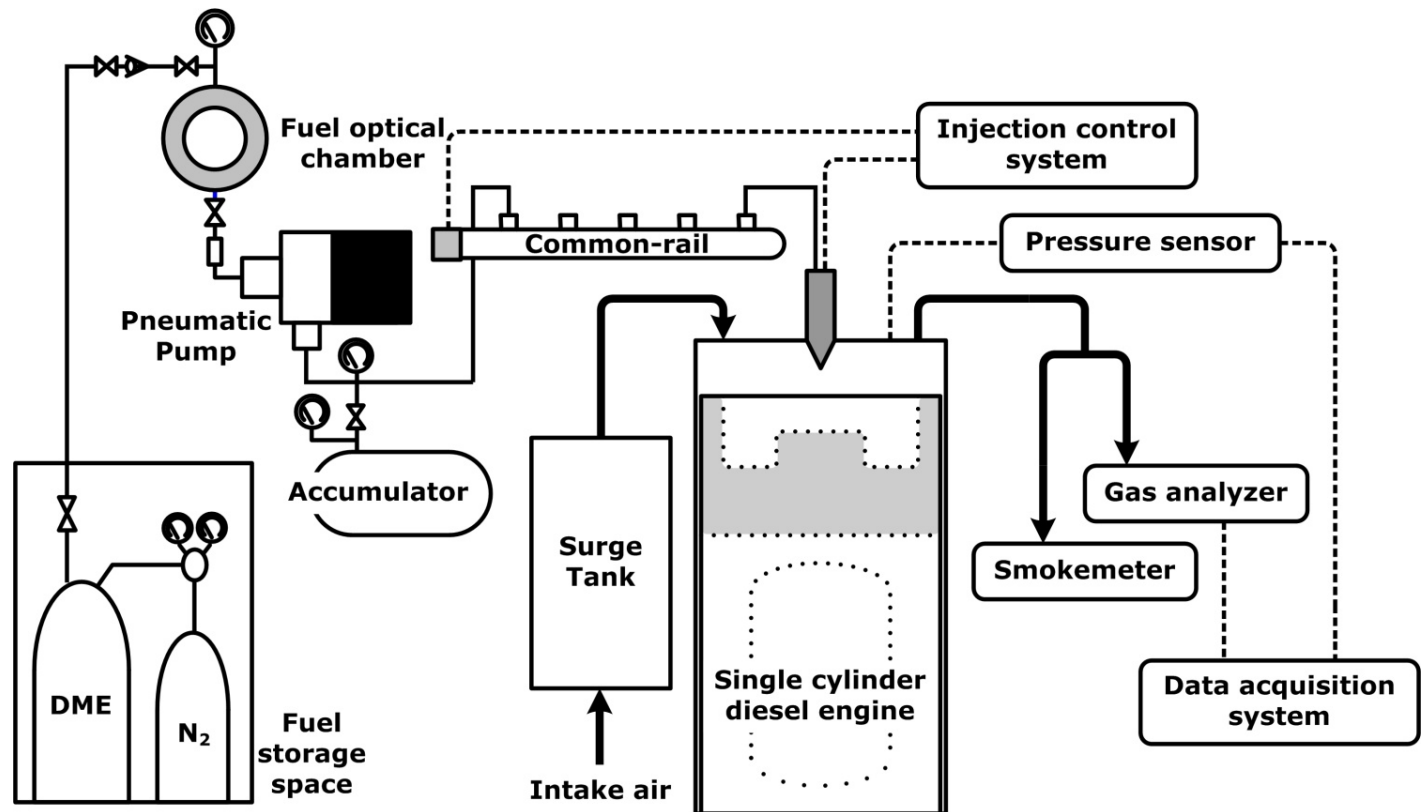 Fuel optical
chamber
Injection control
system
Common-rail
Pressure sensor
Pneumatic
Pump
Accumulator
Gas analyzer
Surge
Tank
Smokemeter
DME
N₂
Fuel
storage
space
Single cylinder
diesel engine
Data acquisition
system
Intake air